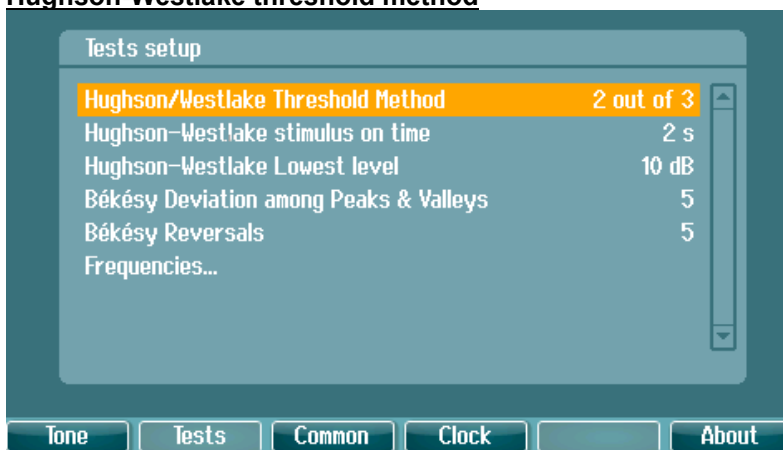 Hughson-Westlake threshold method
Tests setup
Hughson/Westlake Threshold Method 2 out of 3
Hughson-Westlake stimulus on time 2 s
Hughson-Westlake Lowest level 10 dB
Békésy Deviation among Peaks & Valleys 5
Békésy Reversals 5
Frequencies...
Tone Tests Common Clock About